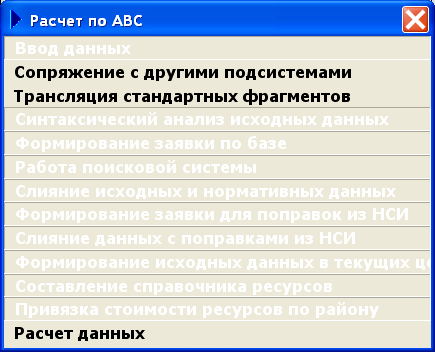 Расчет по АВС
Ввод данных
Сопряжение с другими подсистемами
Трансляция стандартных фрагментов
Синтаксический анализ исходных данных
Формирование заявки по базе
Работа поисковой системы
Слияние исходных и нормативных данных
Формирование заявки для поправок из НСИ
Слияние данных с поправками из НСИ
Формирование исходных данных в текущих це
Составление справочника ресурсов
Привязка стоимости ресурсов по району
Расчет данных